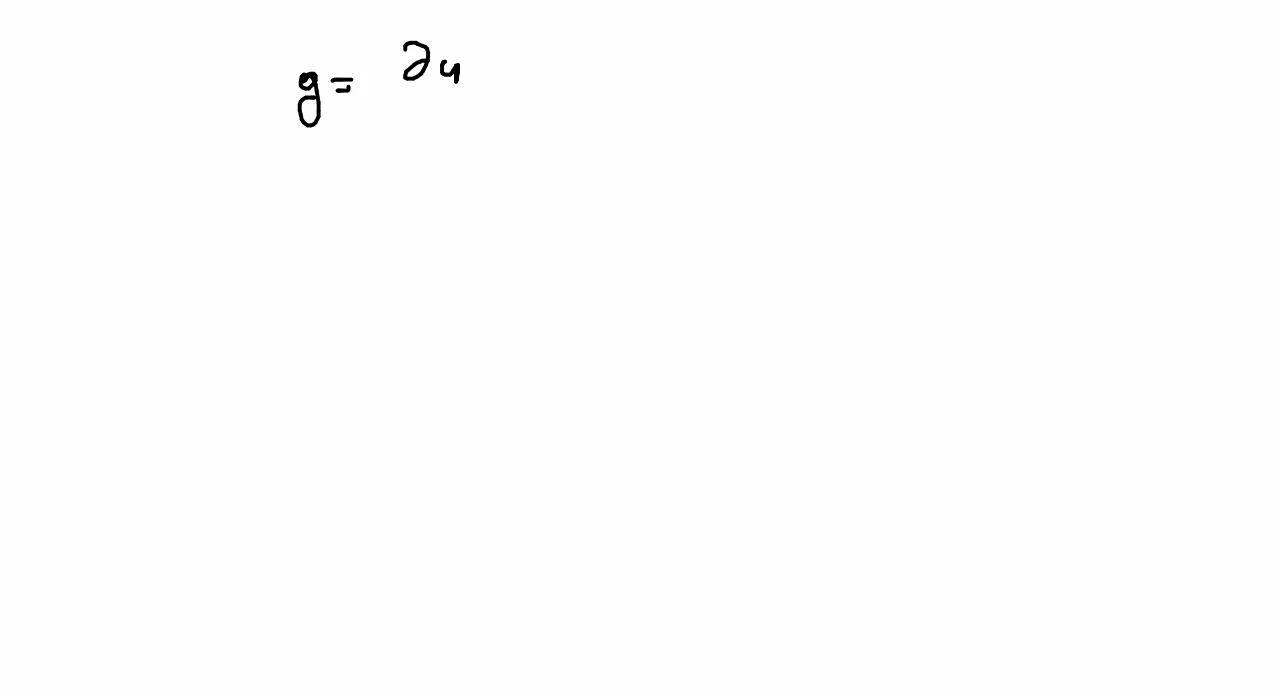 g = ∂u